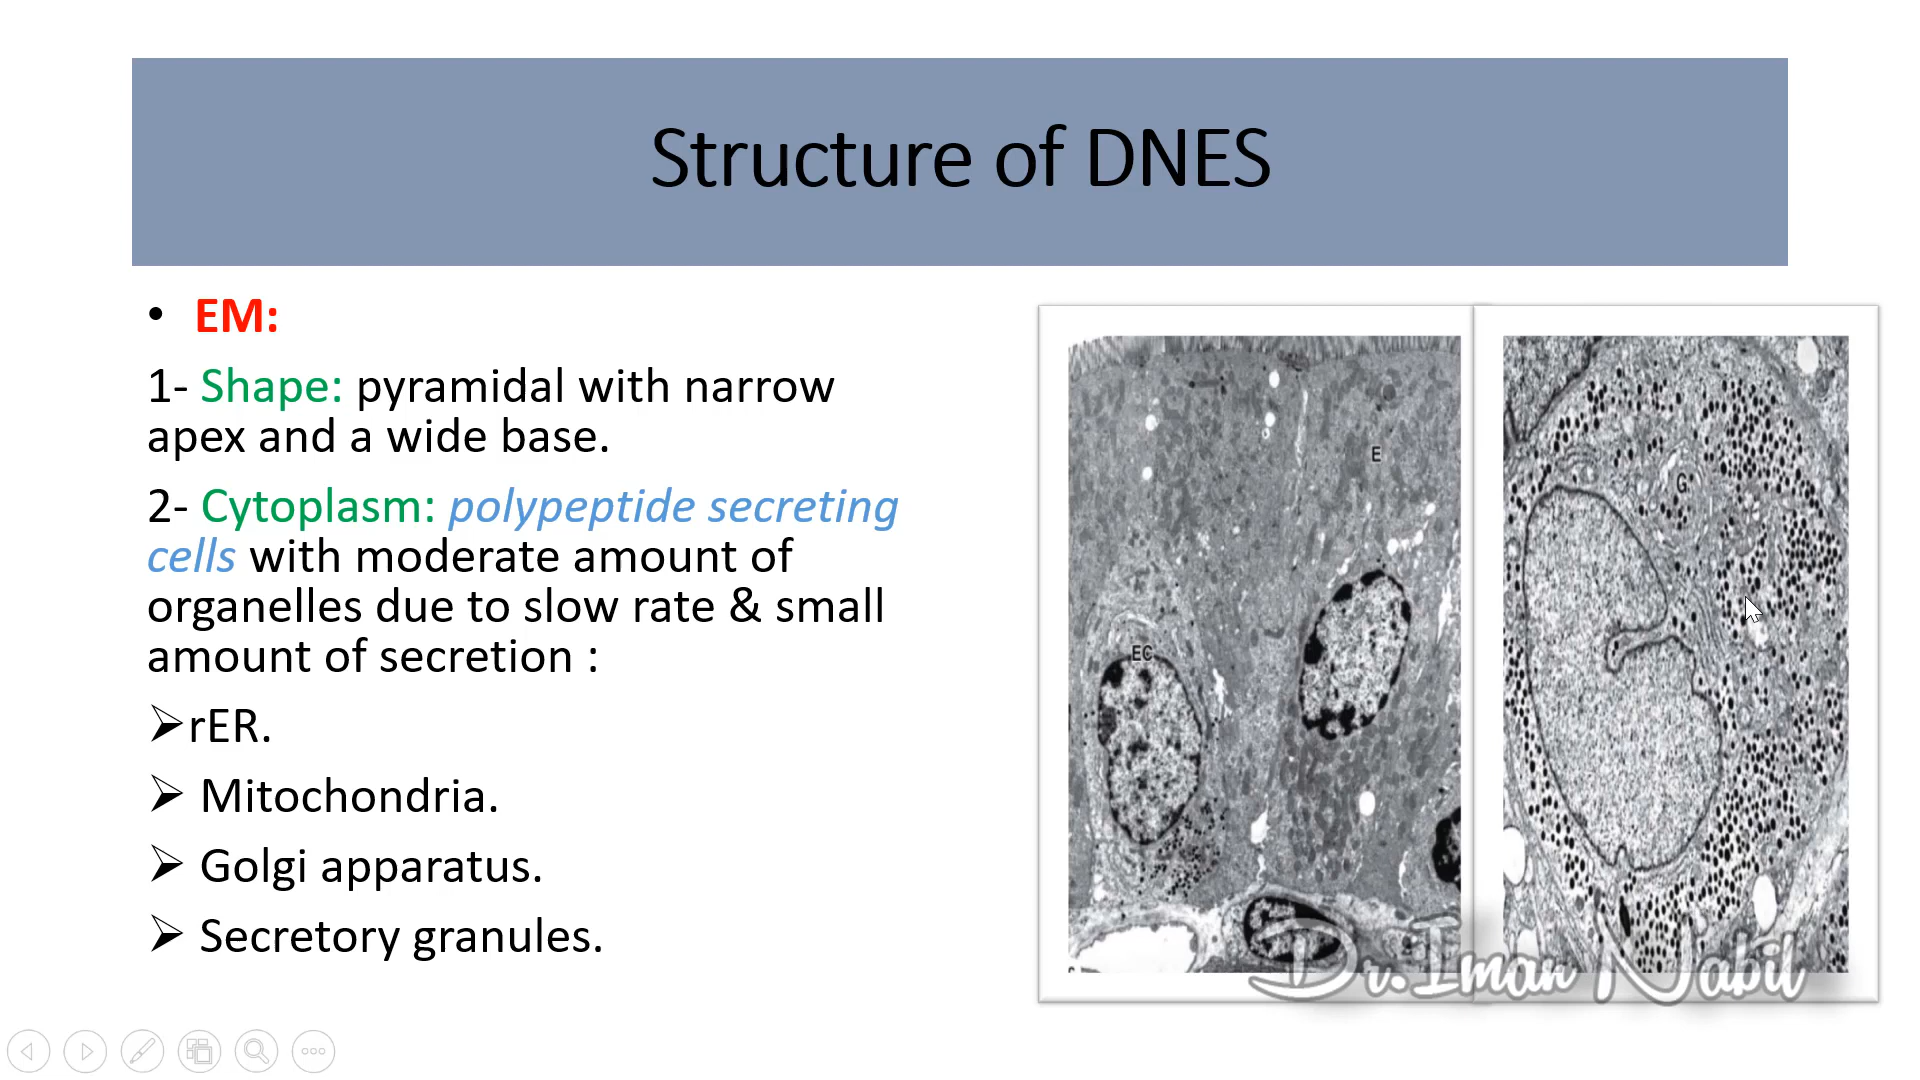 Structure of DNES
• EM:
1- Shape: pyramidal with narrow
apex and a wide base.
2- Cytoplasm: polypeptide secreting
cells with moderate amount of
organelles due to slow rate & small
amount of secretion :
➢rER.
➢ Mitochondria.
➢ Golgi apparatus.
➢ Secretory granules.
E
EC
G
Dr.Iman Nabil